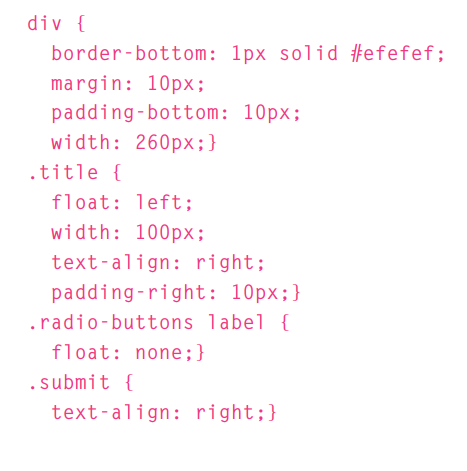 div {
border-bottom: 1px solid #efefef;
margin: 10px;
padding-bottom: 10px;
width: 260px;}
.title {
float: left;
width: 100px;
text-align: right;
padding-right: 10px;}
.radio-buttons label {
float: none;}
.submit {
text-align: right;}